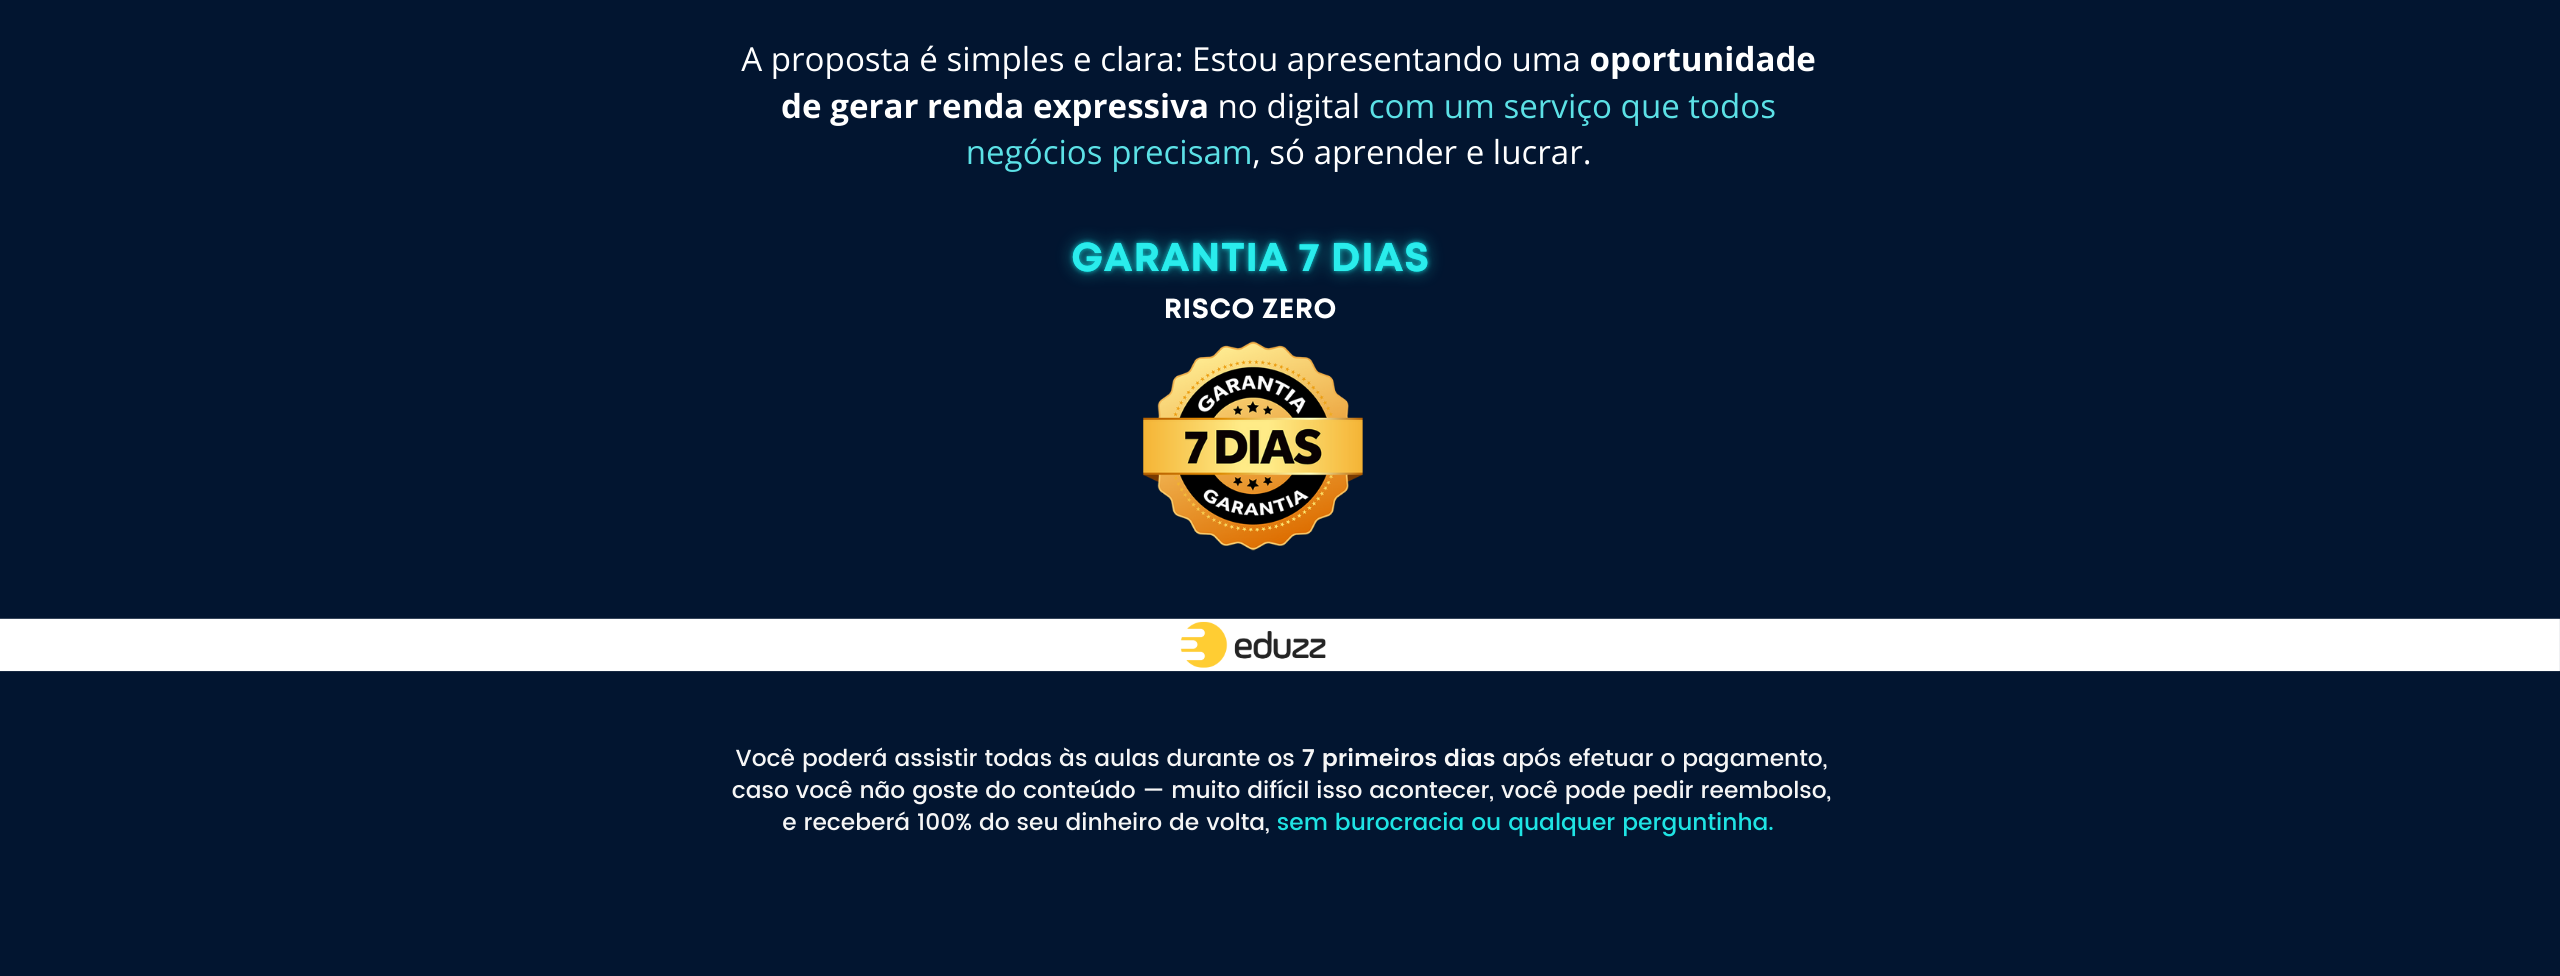 A proposta é simples e clara: Estou apresentando uma oportunidade
de gerar renda expressiva no digital com um serviço que todos
negócios precisam, só aprender e lucrar.
GARANTIA 7 DIAS
RISCO ZERO
GARANTIA
7 DIAS
GARANTIA
eduzz
Você poderá assistir todas às aulas durante os 7 primeiros dias após efetuar o pagamento,
caso você não goste do conteúdo — muito difícil isso acontecer, você pode pedir reembolso,
e receberá 100% do seu dinheiro de volta, sem burocracia ou qualquer perguntinha.